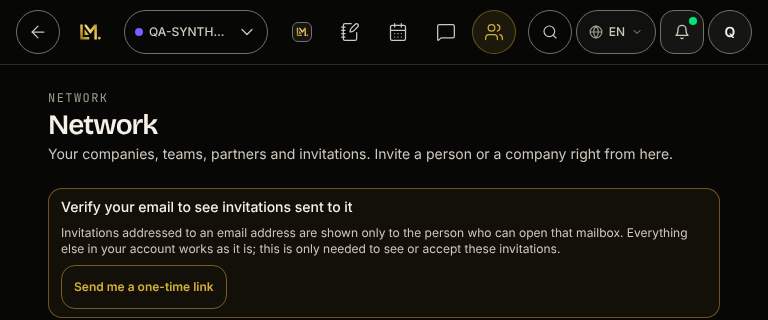 LM.
QA-SYNTH...
LM.
EN
Q
NETWORK
Network
Your companies, teams, partners and invitations. Invite a person or a company right from here.
Verify your email to see invitations sent to it
Invitations addressed to an email address are shown only to the person who can open that mailbox. Everything
else in your account works as it is; this is only needed to see or accept these invitations.
Send me a one-time link